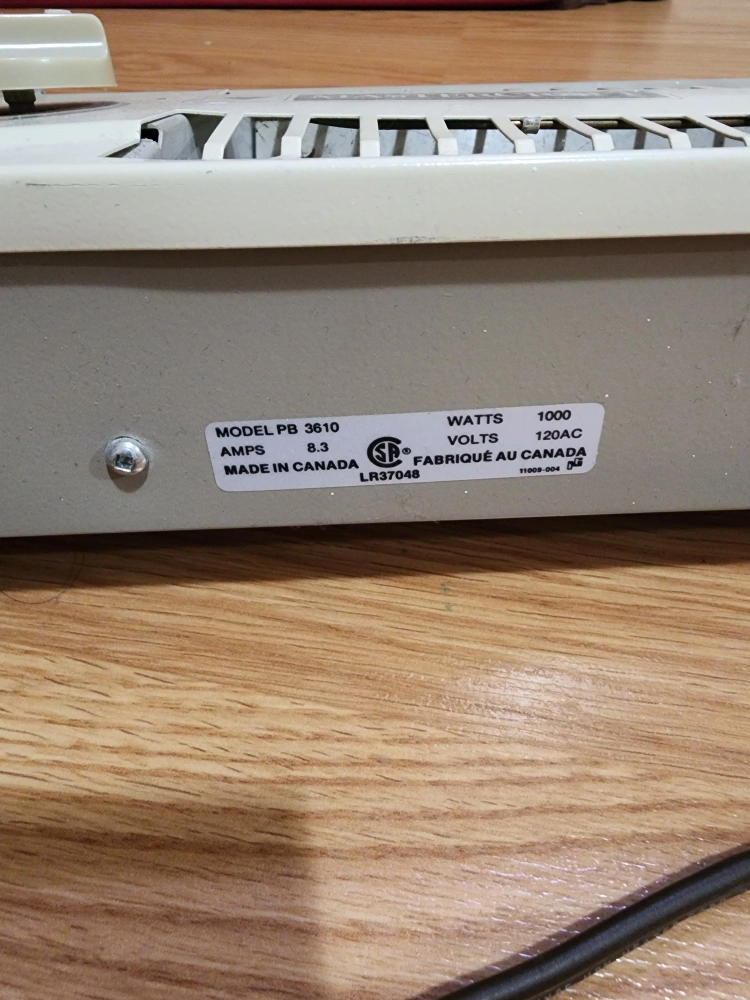 MODEL PB 3610
AMPS 8.3
MADE IN CANADA
WATTS 1000
VOLTS 120AC
FABRIQUÉ AU CANADA
SA®
LR37048
11009-004